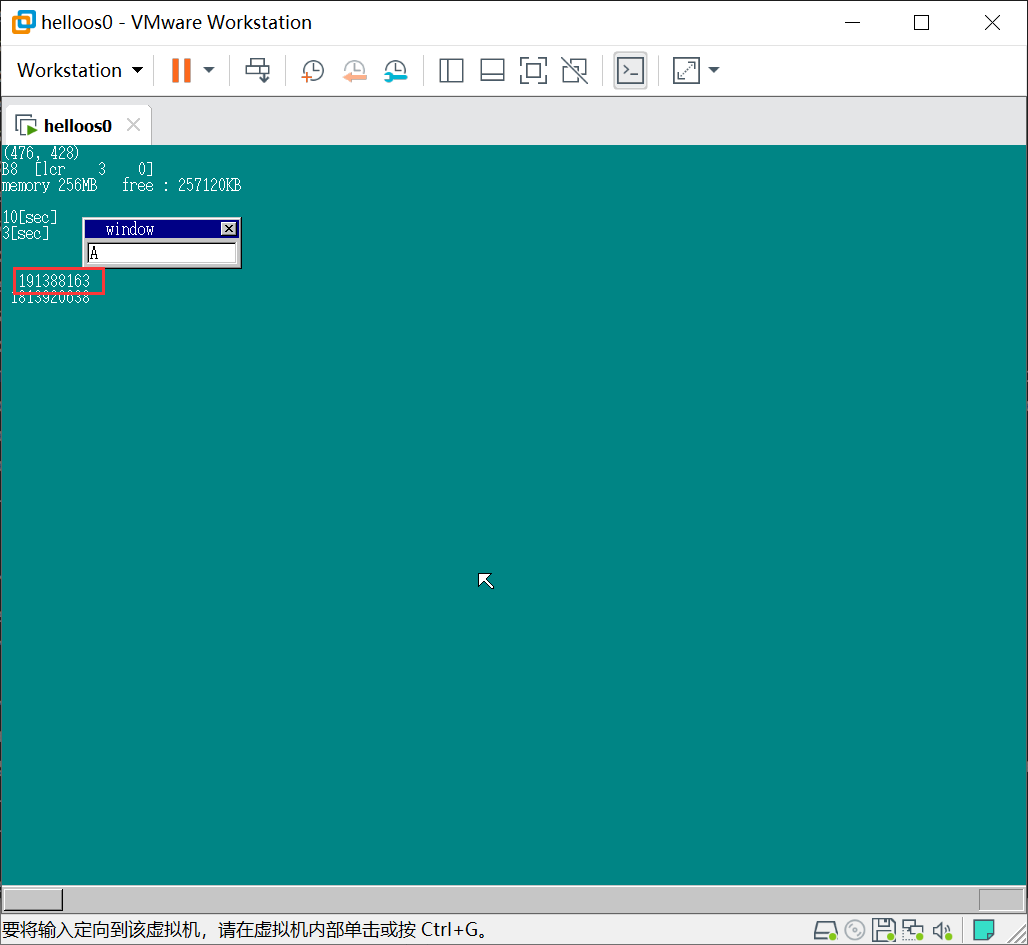 helloos0 - VMware Workstation
Workstation
helloos0
(476, 428)
B8 [lcr 3 0]
memory 256MB free : 257120KB
10[sec]
3[sec]
window
A
191388163
1813920638
要将输入定向到该虚拟机，请在虚拟机内部单击或按 Ctrl+G。